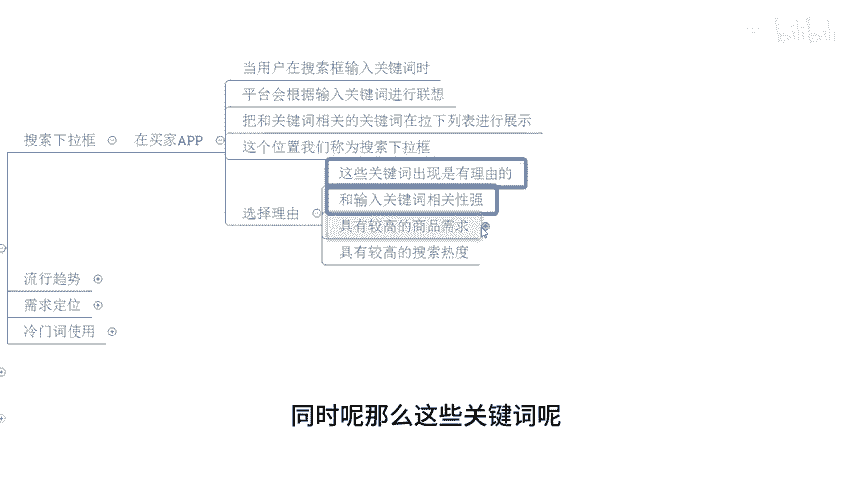 bilibili
当用户在搜索框输入关键词时
平台会根据输入关键词进行联想
把和关键词相关的关键词在拉下列表进行展示
搜索下拉框
在买家APP
这个位置我们称为搜索下拉框
这些关键词出现是有理由的
和输入关键词相关性强
选择理由
具有较高的商品需求
具有较高的搜索热度
流行趋势
需求定位
冷门词使用
同时呢那么这些关键词呢